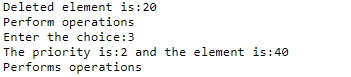 Deleted element is:20
Perform operations
Enter the choice:3
The priority is:2 and the element is:40
Performs operations